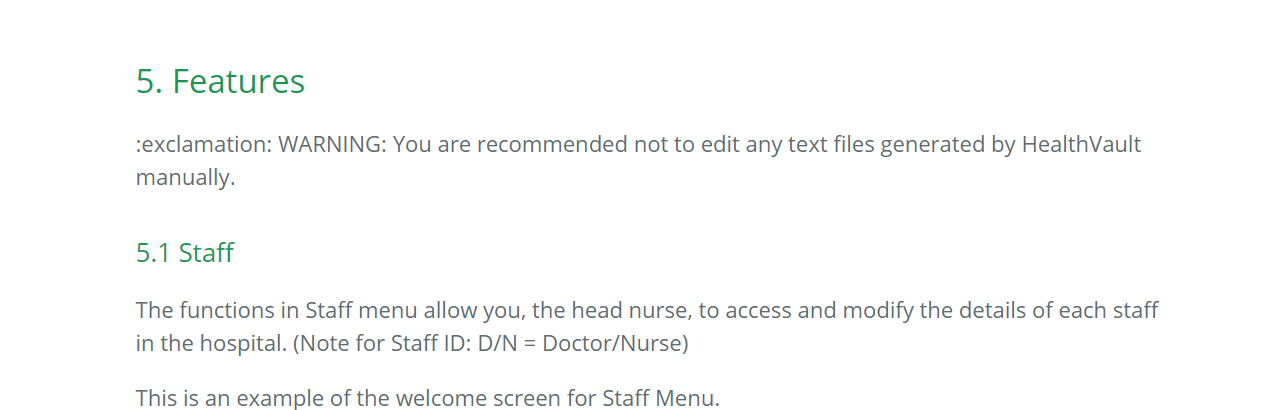 5. Features
:exclamation: WARNING: You are recommended not to edit any text files generated by HealthVault
manually.
5.1 Staff
The functions in Staff menu allow you, the head nurse, to access and modify the details of each staff
in the hospital. (Note for Staff ID: D/N = Doctor/Nurse)
This is an example of the welcome screen for Staff Menu.